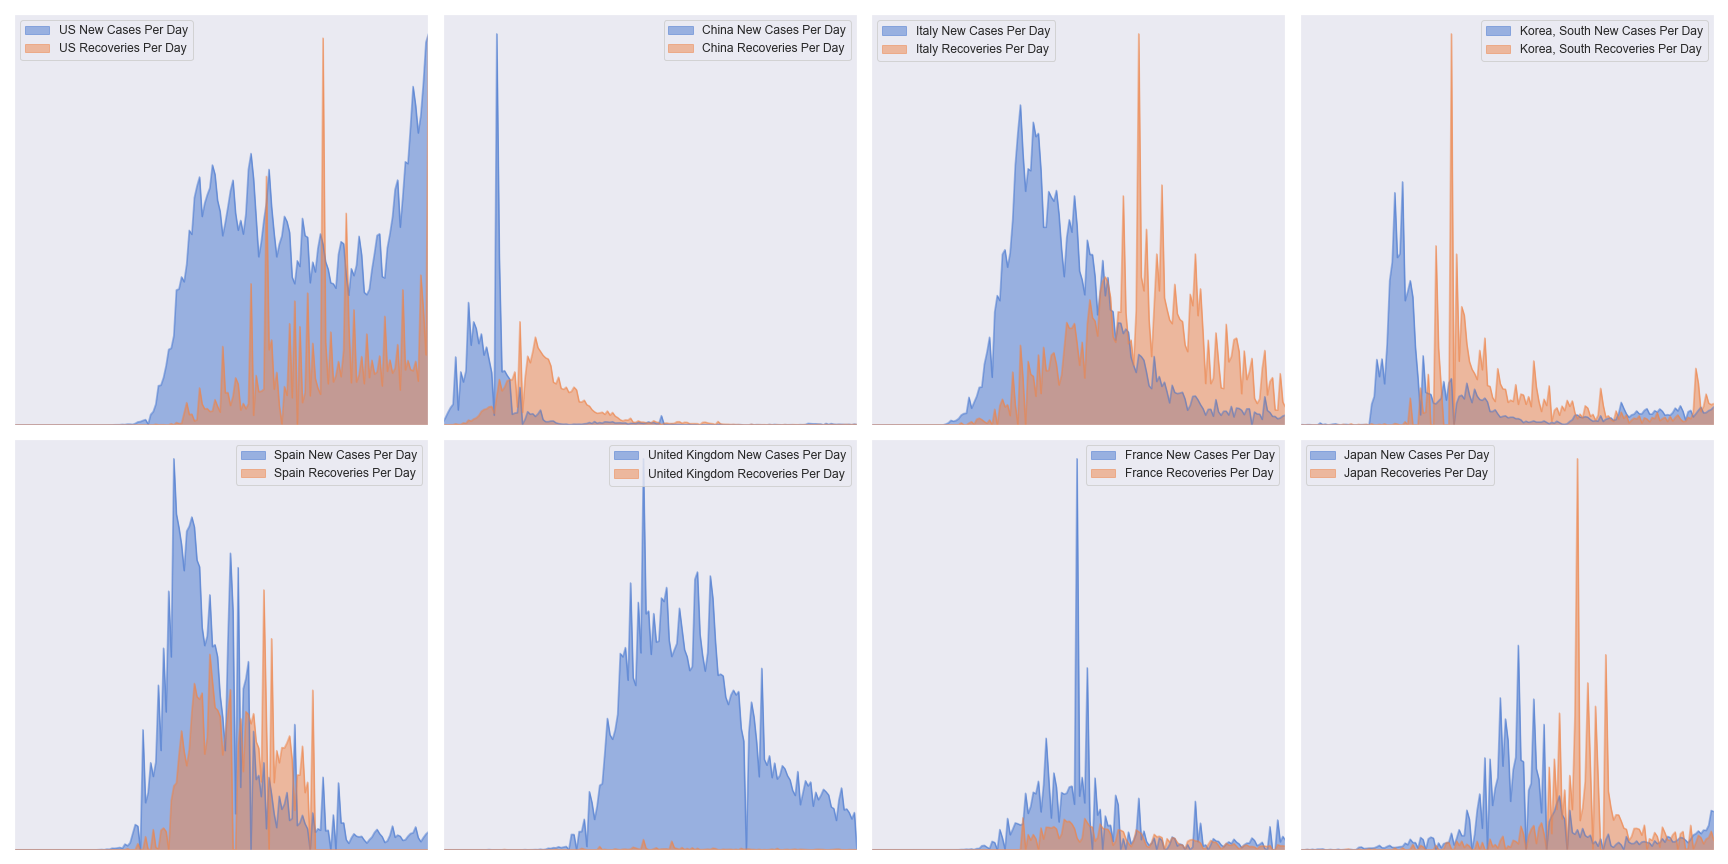 US New Cases Per Day
US Recoveries Per Day
China New Cases Per Day
China Recoveries Per Day
Italy New Cases Per Day
Italy Recoveries Per Day
Korea, South New Cases Per Day
Korea, South Recoveries Per Day
Spain New Cases Per Day
Spain Recoveries Per Day
United Kingdom New Cases Per Day
United Kingdom Recoveries Per Day
France New Cases Per Day
France Recoveries Per Day
Japan New Cases Per Day
Japan Recoveries Per Day